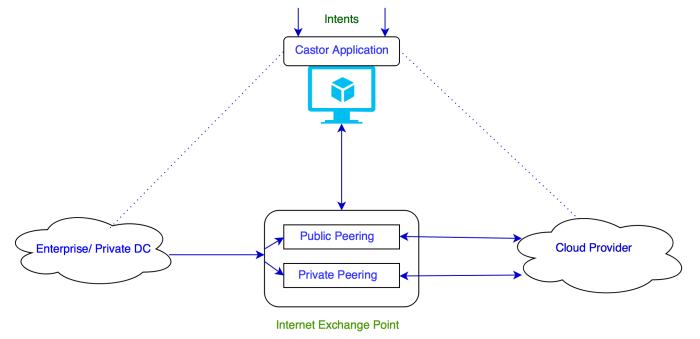 Intents
Castor Application
Public Peering
Enterprise/ Private DC
Cloud Provider
Private Peering
Internet Exchange Point